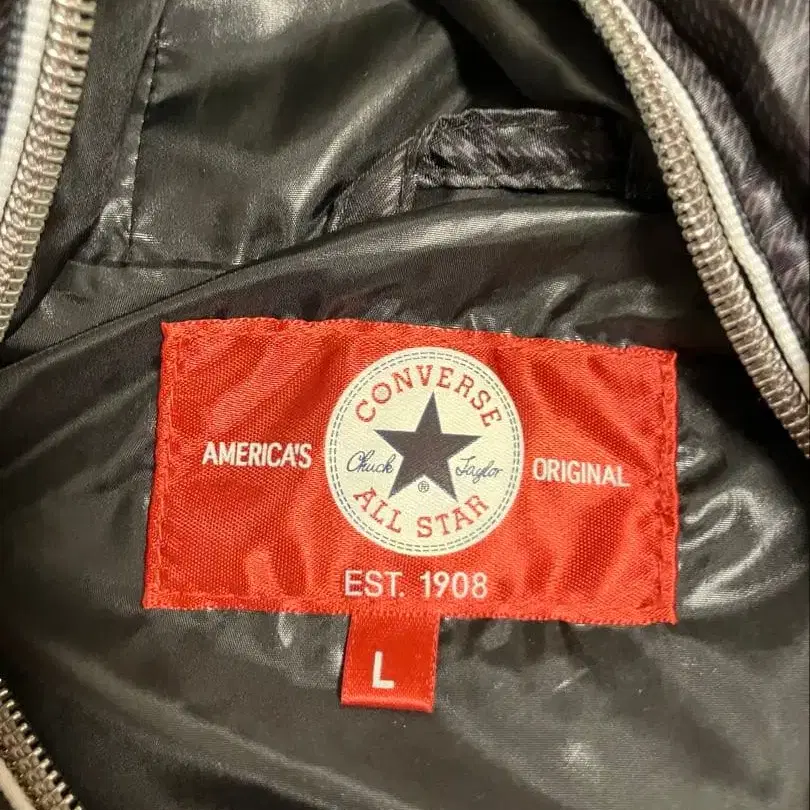 CONVERSE
AMERICA'S Chuck Taylor ORIGINAL
®
ALL STAR
EST. 1908
L